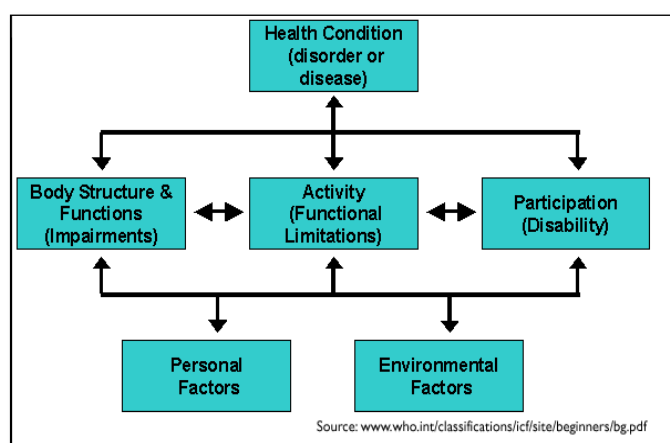 Health Condition
(disorder or
disease)
Body Structure &
Functions
(Impairments)
Activity
(Functional
Limitations)
Participation
(Disability)
Personal
Factors
Environmental
Factors
Source: www.who.int/classifications/icf/site/beginners/bg.pdf